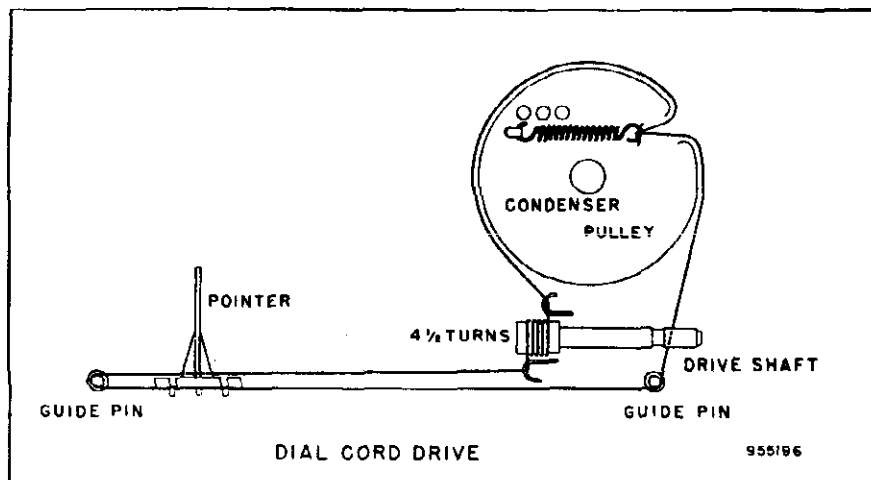 CONDENSER
PULLEY
POINTER
4 1/2 TURNS
DRIVE SHAFT
GUIDE PIN
GUIDE PIN
DIAL CORD DRIVE
955196